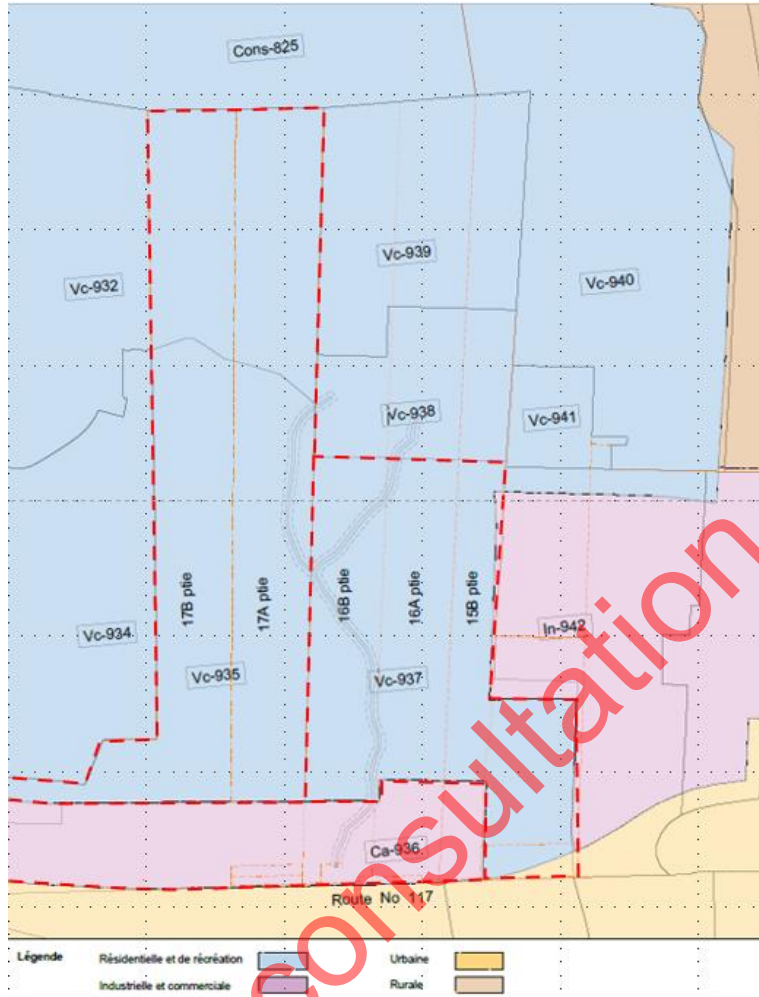 Cons-825
Vc-939
Vc-932
Vc-940
Vc-938
Vc-941
17B ptie
17A ptie
16B ptie
16A ptie
15B ptie
Vc-934
In-942
Vc-935
Vc-937
Ca-936
Route No 117
consultation
Légende
Résidentielle et de récréation
Urbaine
Industrielle et commerciale
Rurale